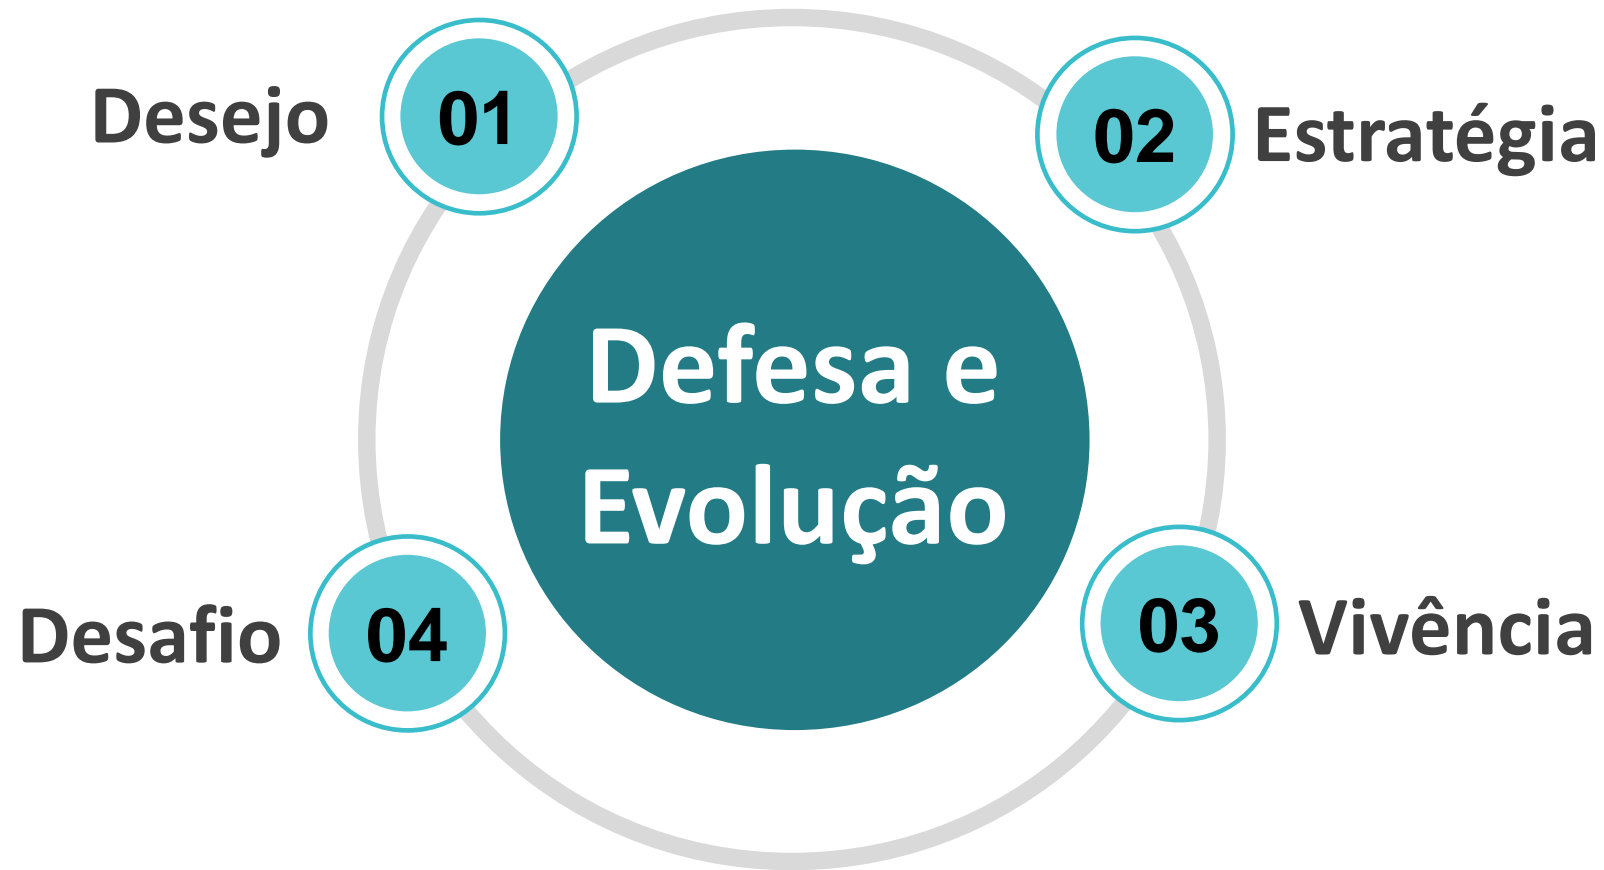 Desejo
01
02
Estratégia
Defesa e
Evolução
Desafio
04
03
Vivência